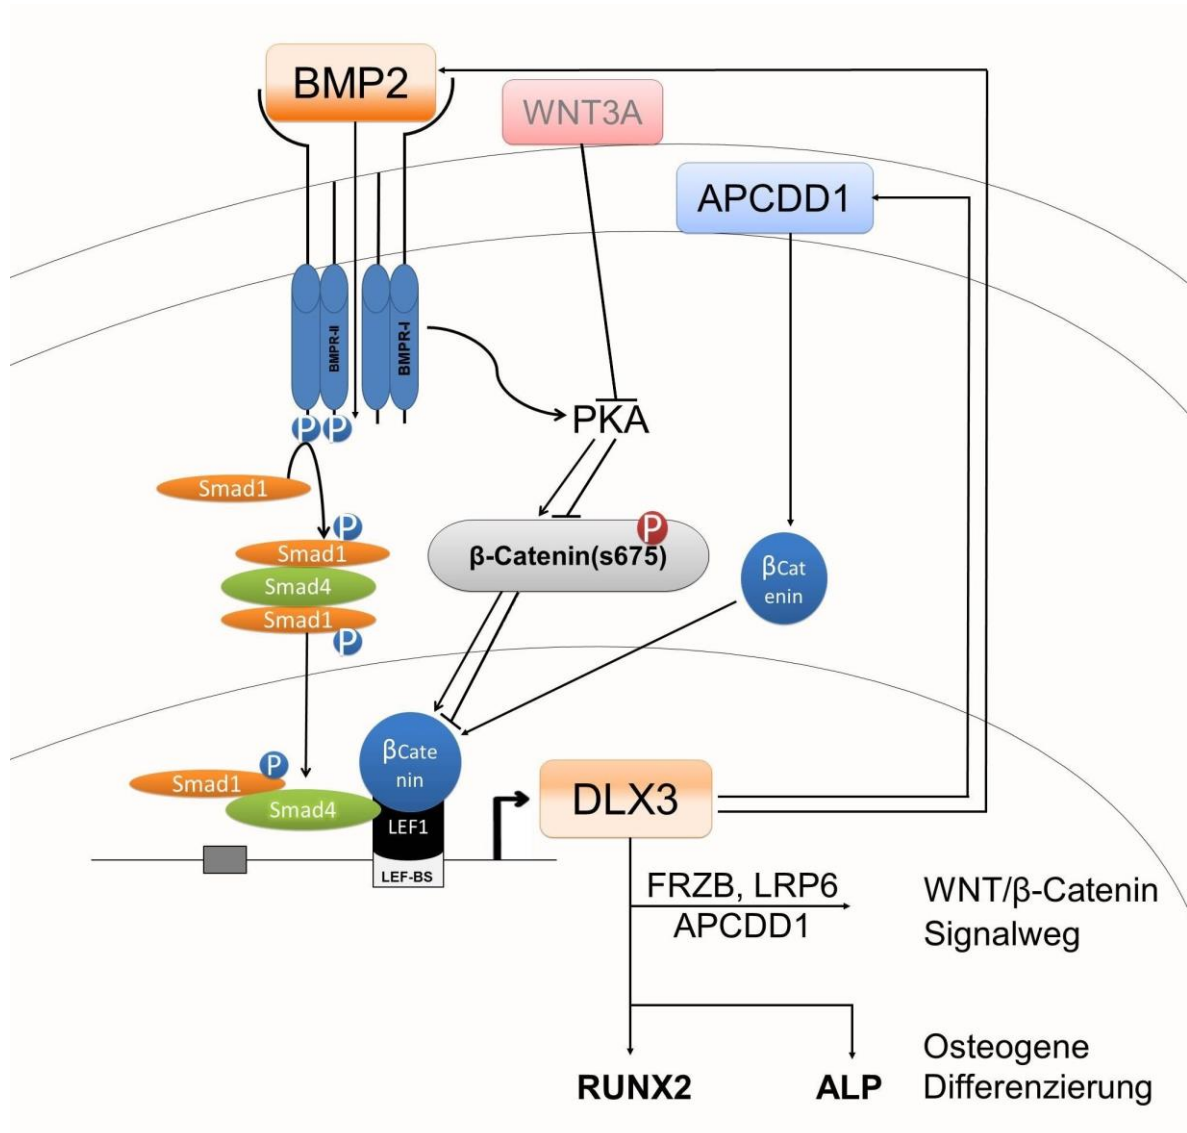 BMP2
WNT3A
APCDD1
BMPR-II
BMPR-I
PKA
P P
Smad1
P
Smad1
Smad4
Smad1
P
P
β-Catenin(s675)
βCat
enin
βCate
nin
P
Smad1
Smad4
LEF1
LEF-BS
DLX3
FRZB, LRP6
APCDD1
WNT/β-Catenin
Signalweg
RUNX2
ALP
Osteogene
Differenzierung